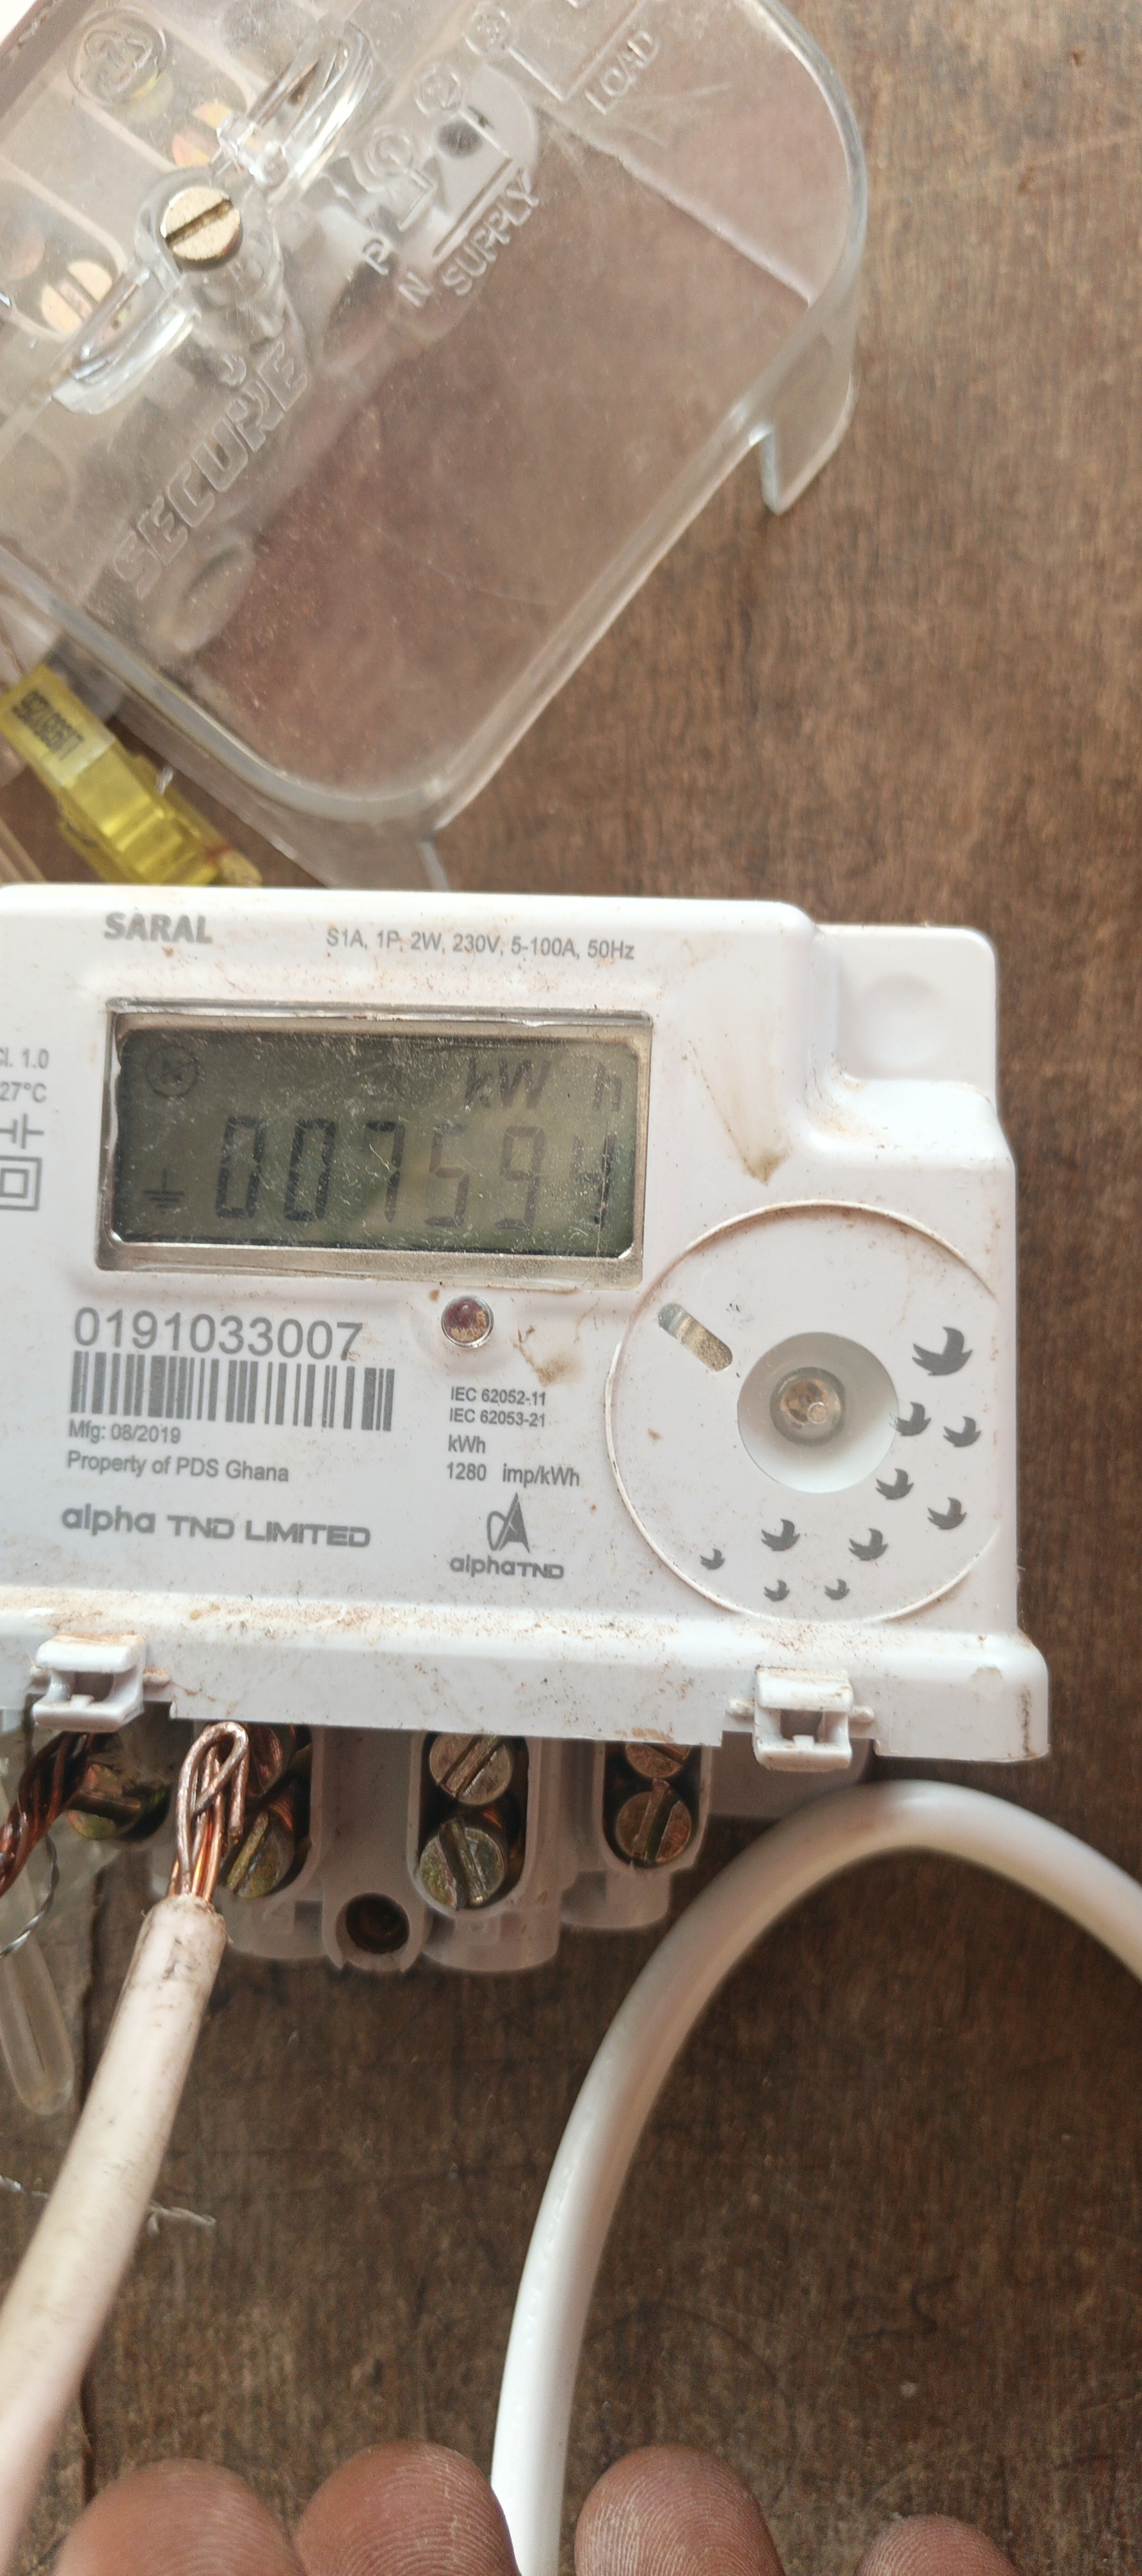 LOAD
P
N
SUPPLY
SECURE
SARAL
S1A, 1P, 2W, 230V, 5-100A, 50Hz
Cl. 1.0
27°C
kW h
007594
0191033007
Mfg: 08/2019
Property of PDS Ghana
alpha TND LIMITED
IEC 62052-11
IEC 62053-21
kWh
1280 imp/kWh
alphaTND